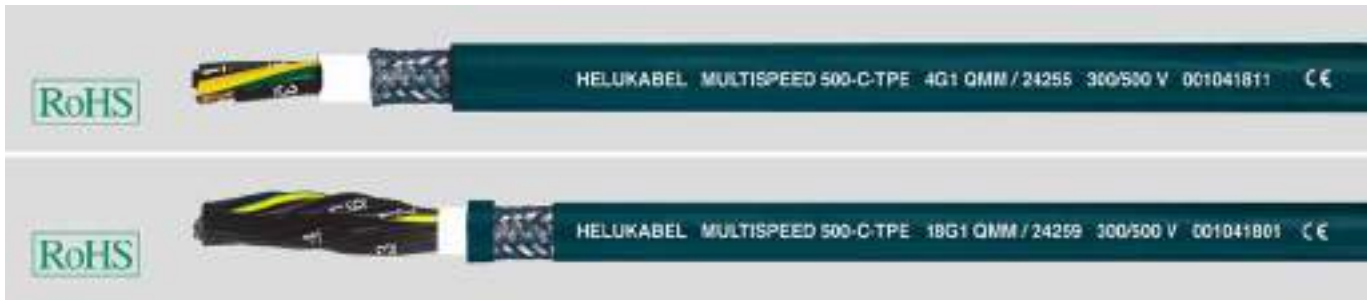 RoHS
HELUKABEL MULTISPEED 500-C-TPE 4G1 QMM / 24255 300/500 V 001041811 CE
RoHS
HELUKABEL MULTISPEED 500-C-TPE 18G1 QMM / 24259 300/500 V 001041801 CE